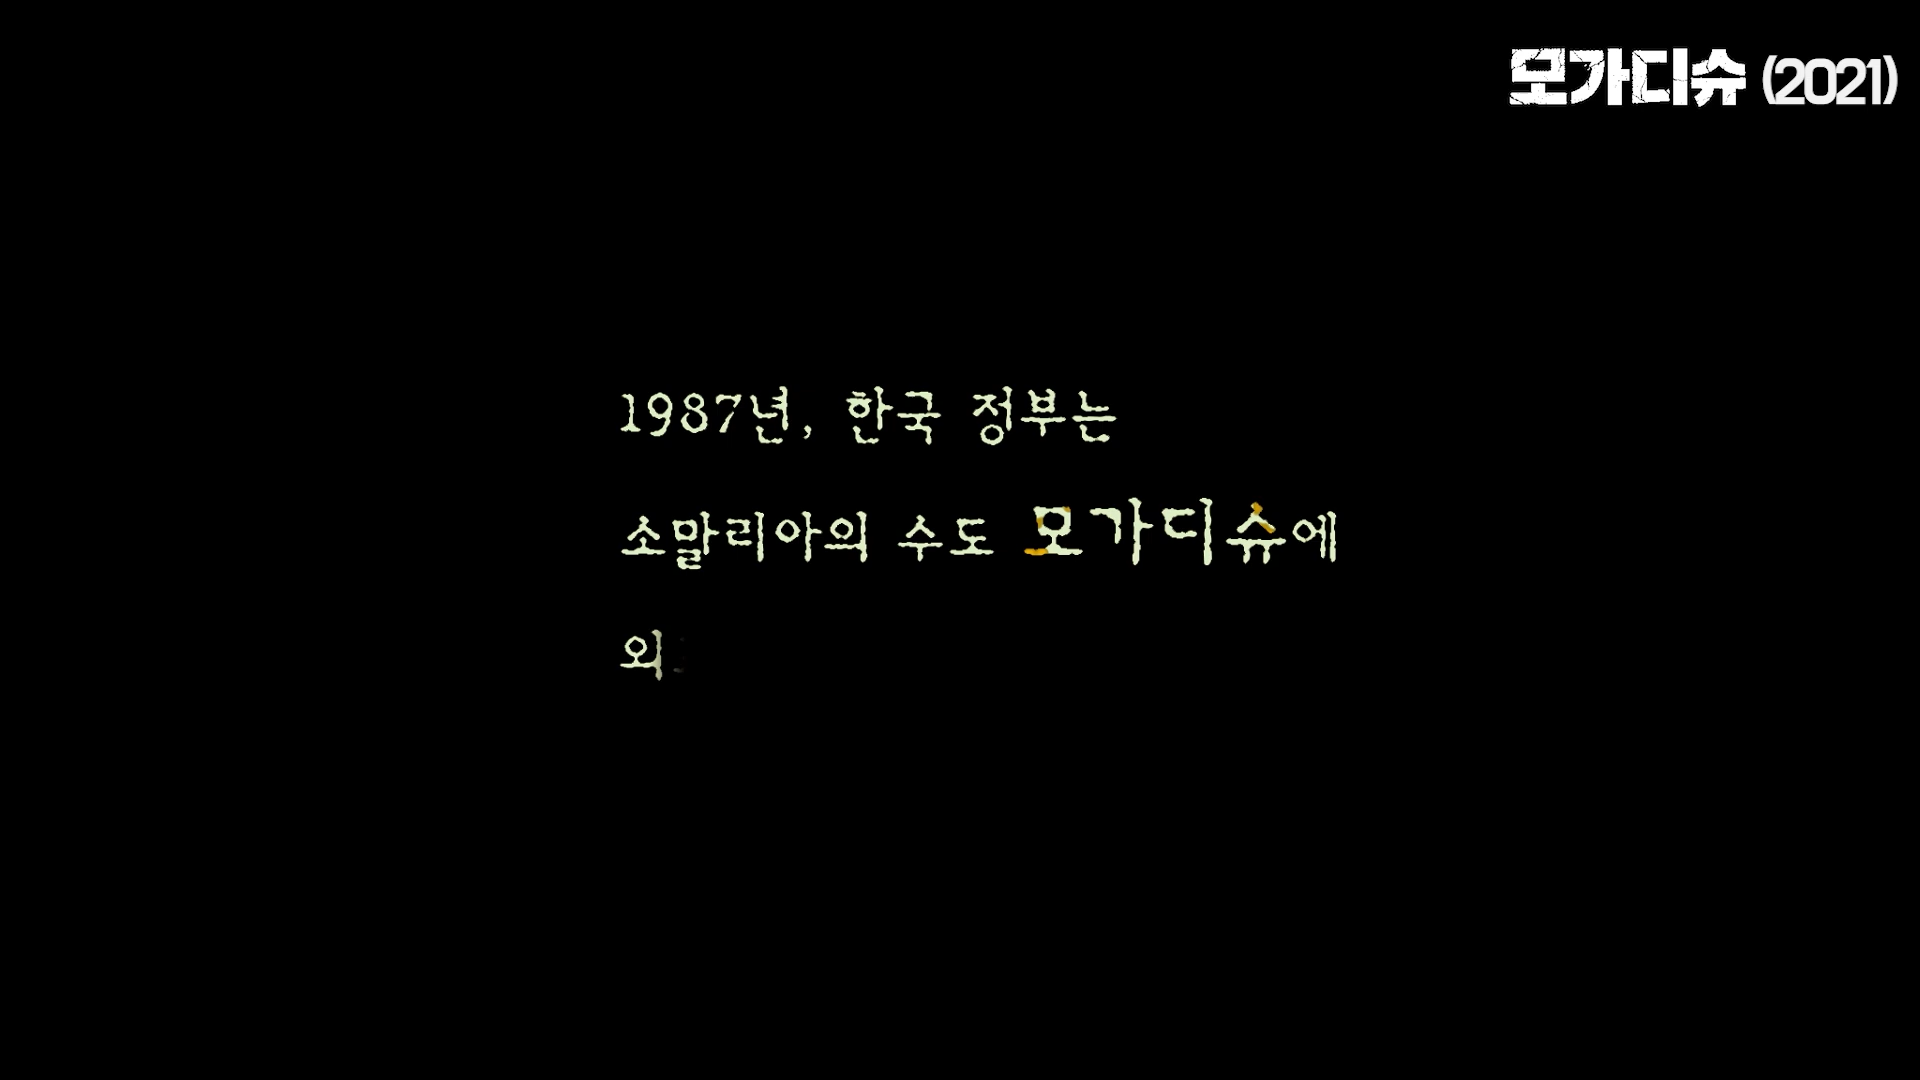 모가디슈 (2021)
1987년, 한국 정부는
소말리아의 수도 모가디슈에
외